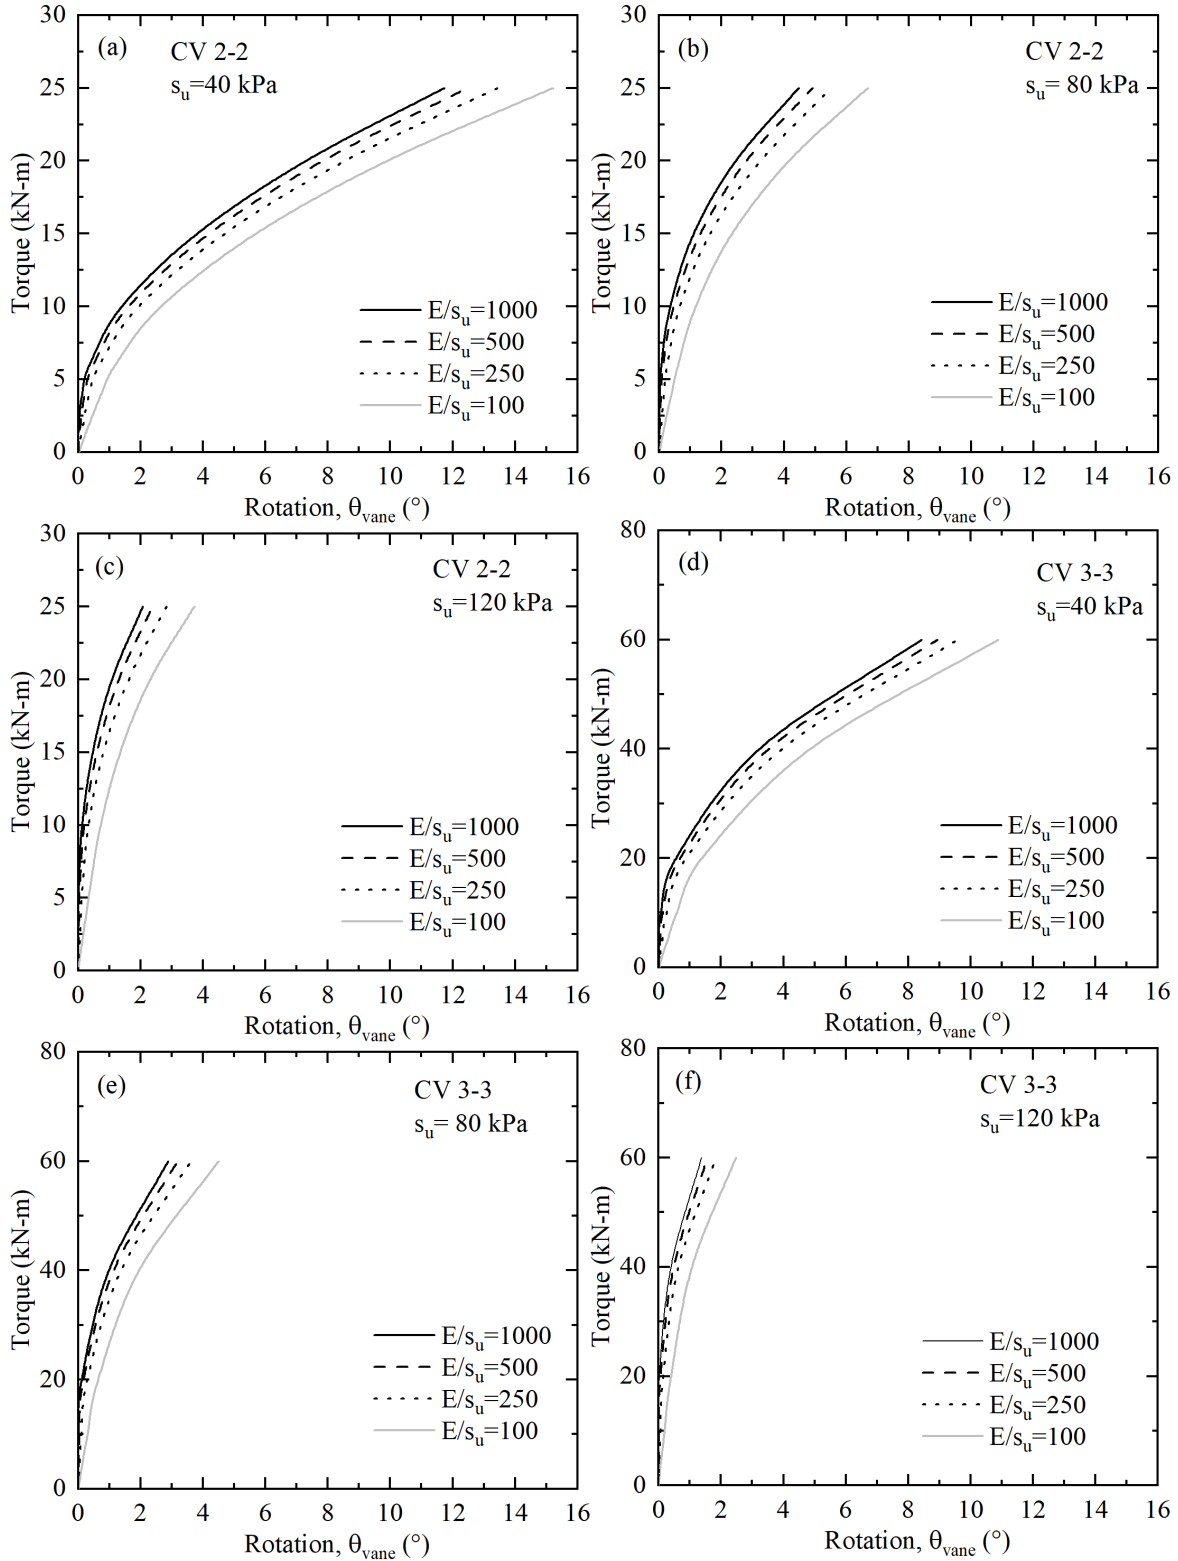 (a)
CV 2-2
su=40 kPa
30
25
20
15
10
5
0
Torque (kN-m)
E/su=1000
E/su=500
E/su=250
E/su=100
0 2 4 6 8 10 12 14 16
Rotation, θvane (°)
(b)
CV 2-2
su= 80 kPa
30
25
20
15
10
5
0
Torque (kN-m)
E/su=1000
E/su=500
E/su=250
E/su=100
0 2 4 6 8 10 12 14 16
Rotation, θvane (°)
(c)
CV 2-2
su=120 kPa
30
25
20
15
10
5
0
Torque (kN-m)
E/su=1000
E/su=500
E/su=250
E/su=100
0 2 4 6 8 10 12 14 16
Rotation, θvane (°)
(d)
CV 3-3
su=40 kPa
80
60
40
20
0
Torque (kN-m)
E/su=1000
E/su=500
E/su=250
E/su=100
0 2 4 6 8 10 12 14 16
Rotation, θvane (°)
(e)
CV 3-3
su= 80 kPa
80
60
40
20
0
Torque (kN-m)
E/su=1000
E/su=500
E/su=250
E/su=100
0 2 4 6 8 10 12 14 16
Rotation, θvane (°)
(f)
CV 3-3
su=120 kPa
80
60
40
20
0
Torque (kN-m)
E/su=1000
E/su=500
E/su=250
E/su=100
0 2 4 6 8 10 12 14 16
Rotation, θvane (°)